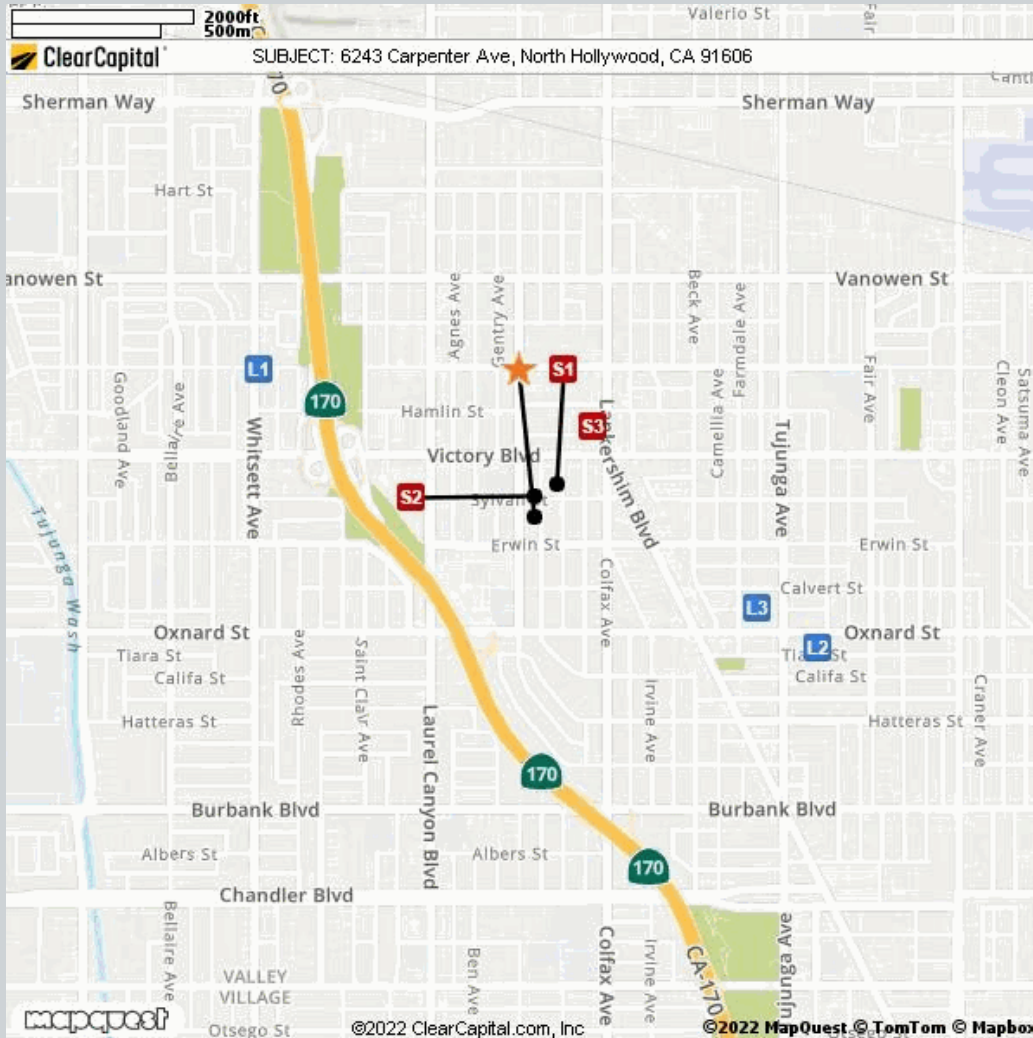 2000ft
500m
Valerio St
Fair
ClearCapital
SUBJECT: 6243 Carpenter Ave, North Hollywood, CA 91606
Sherman Way
Sherman Way
Hart St
anowen St
Vanowen St
Agnes Ave
Gentry Ave
Beck Ave
Farmdale Ave
L1
S1
Goodland Ave
Bellaire Ave
170
Fair Ave
Cleon Ave
Satsuma Ave
Camellia Ave
Hamlin St
S3
Lankershim Blvd
Whitsett Ave
Victory Blvd
Tujunga Ave
S2
Sylvan St
Tujunga Wash
Erwin St
Erwin St
Colfax Ave
Calvert St
L3
Oxnard St
Oxnard St
L2
Tiara St
Califa St
Califa St
Rhodes Ave
Saint Clair Ave
Irvine Ave
Craner Ave
Hatteras St
Hatteras St
Laurel Canyon Blvd
170
Burbank Blvd
Burbank Blvd
Albers St
Albers St
170
Chandler Blvd
Bellaire Ave
Ben Ave
Colfax Ave
Irvine Ave
CA-170
ujunga Ave
VALLEY
VILLAGE
Otsego St
mapquest
©2022 ClearCapital.com, Inc
©2022 MapQuest © TomTom © Mapbox